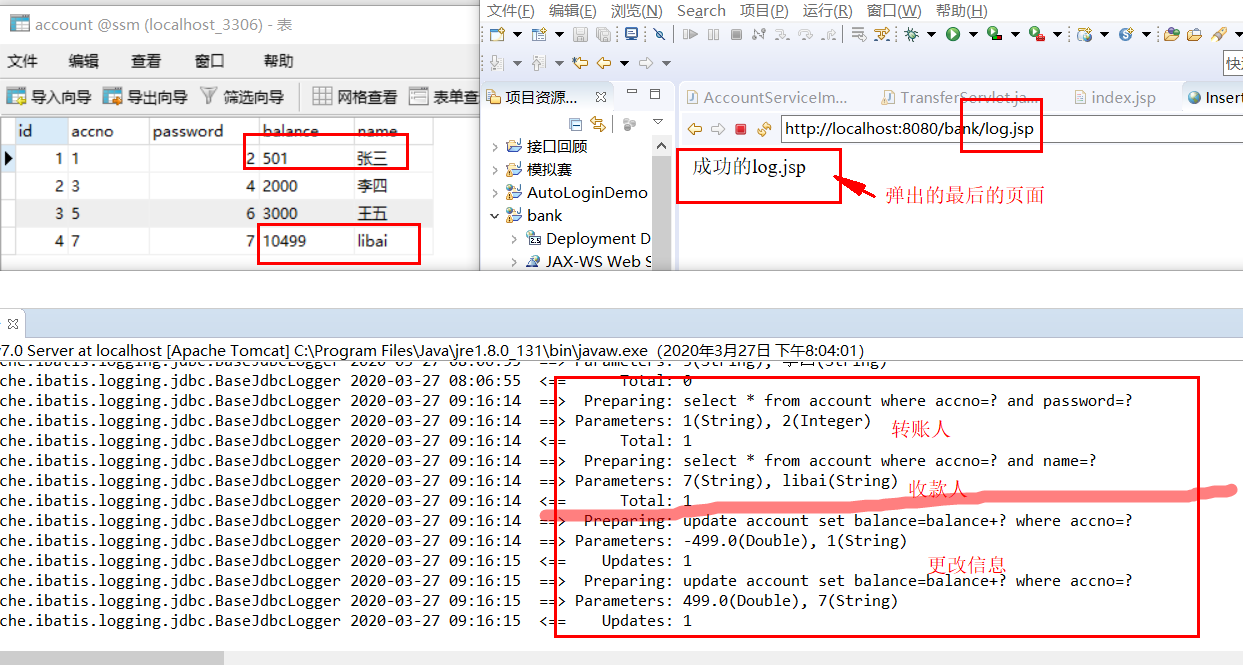 account @ssm (localhost_3306) - 表
文件 编辑 查看 窗口 帮助
导入向导 导出向导 筛选向导 网格查看 表单查
id accno password balance name
1 1 2 501 张三
2 3 4 2000 李四
3 5 6 3000 王五
4 7 7 10499 libai
文件(F) 编辑(E) 浏览(N) Search 项目(P) 运行(R) 窗口(W) 帮助(H)
快
项目资源...
接口回顾
模拟赛
AutoLoginDemo
bank
Deployment D
JAX-WS Web S
AccountServiceIm... TransferServlet.ja... index.jsp Insert
http://localhost:8080/bank/log.jsp
成功的log.jsp
弹出的最后的页面
v7.0 Server at localhost [Apache Tomcat] C:\Program Files\Java\jre1.8.0_131\bin\javaw.exe (2020年3月27日 下午8:04:01)
che.ibatis.logging.jdbc.BaseJdbcLogger 2020-03-27 08:06:55 ==> Parameters: 3(String), 李四(String)
che.ibatis.logging.jdbc.BaseJdbcLogger 2020-03-27 08:06:55 <== Total: 0
che.ibatis.logging.jdbc.BaseJdbcLogger 2020-03-27 09:16:14 ==> Preparing: select * from account where accno=? and password=?
che.ibatis.logging.jdbc.BaseJdbcLogger 2020-03-27 09:16:14 ==> Parameters: 1(String), 2(Integer) 转账人
che.ibatis.logging.jdbc.BaseJdbcLogger 2020-03-27 09:16:14 <== Total: 1
che.ibatis.logging.jdbc.BaseJdbcLogger 2020-03-27 09:16:14 ==> Preparing: select * from account where accno=? and name=?
che.ibatis.logging.jdbc.BaseJdbcLogger 2020-03-27 09:16:14 ==> Parameters: 7(String), libai(String) 收款人
che.ibatis.logging.jdbc.BaseJdbcLogger 2020-03-27 09:16:14 <== Total: 1
che.ibatis.logging.jdbc.BaseJdbcLogger 2020-03-27 09:16:14 ==> Preparing: update account set balance=balance+? where accno=?
che.ibatis.logging.jdbc.BaseJdbcLogger 2020-03-27 09:16:14 ==> Parameters: -499.0(Double), 1(String)
che.ibatis.logging.jdbc.BaseJdbcLogger 2020-03-27 09:16:15 <== Updates: 1 更改信息
che.ibatis.logging.jdbc.BaseJdbcLogger 2020-03-27 09:16:15 ==> Preparing: update account set balance=balance+? where accno=?
che.ibatis.logging.jdbc.BaseJdbcLogger 2020-03-27 09:16:15 ==> Parameters: 499.0(Double), 7(String)
che.ibatis.logging.jdbc.BaseJdbcLogger 2020-03-27 09:16:15 <== Updates: 1